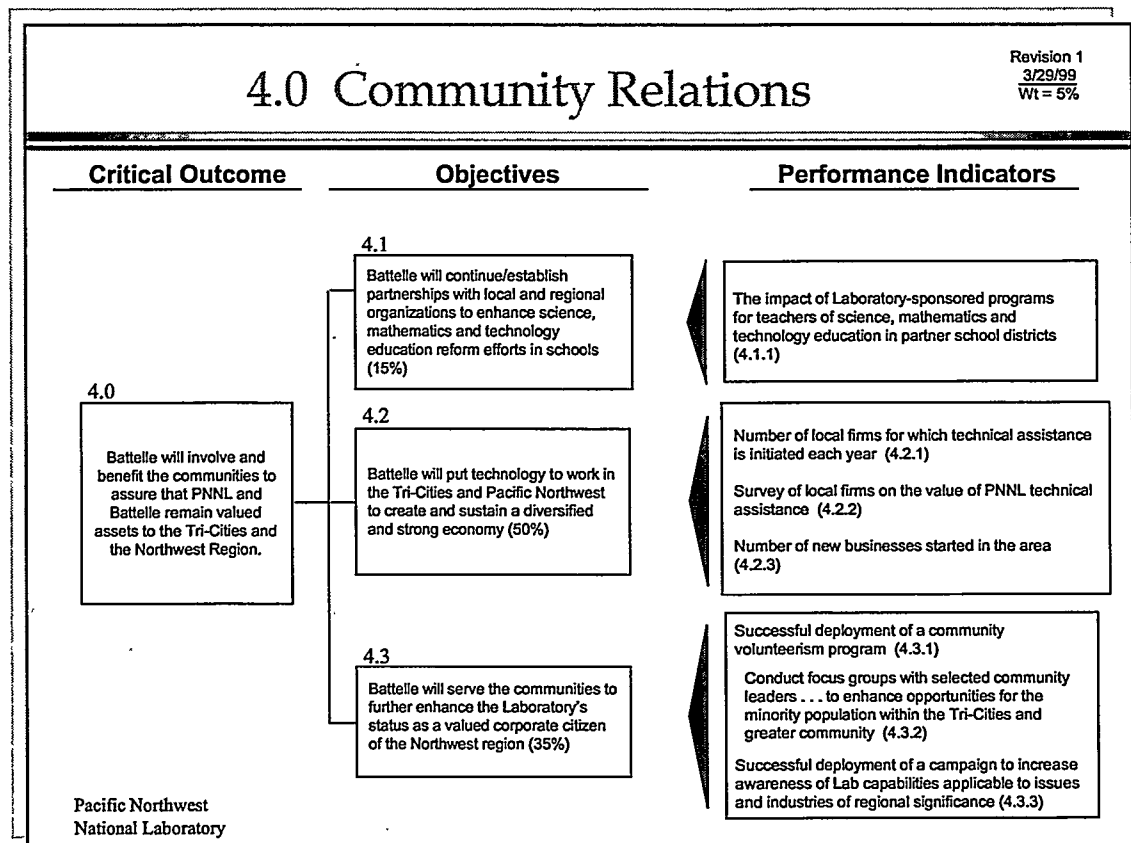 4.0 Community Relations
Revision 1
3/29/99
Wt = 5%
Critical Outcome
Objectives
Performance Indicators
4.0
Battelle will involve and
benefit the communities to
assure that PNNL and
Battelle remain valued
assets to the Tri-Cities and
the Northwest Region.
4.1
Battelle will continue/establish
partnerships with local and regional
organizations to enhance science,
mathematics and technology
education reform efforts in schools
(15%)
The impact of Laboratory-sponsored programs
for teachers of science, mathematics and
technology education in partner school districts
(4.1.1)
4.2
Battelle will put technology to work in
the Tri-Cities and Pacific Northwest
to create and sustain a diversified
and strong economy (50%)
Number of local firms for which technical assistance
is initiated each year (4.2.1)
Survey of local firms on the value of PNNL technical
assistance (4.2.2)
Number of new businesses started in the area
(4.2.3)
4.3
Battelle will serve the communities to
further enhance the Laboratory's
status as a valued corporate citizen
of the Northwest region (35%)
Successful deployment of a community
volunteerism program (4.3.1)
Conduct focus groups with selected community
leaders . . . to enhance opportunities for the
minority population within the Tri-Cities and
greater community (4.3.2)
Successful deployment of a campaign to increase
awareness of Lab capabilities applicable to issues
and industries of regional significance (4.3.3)
Pacific Northwest
National Laboratory